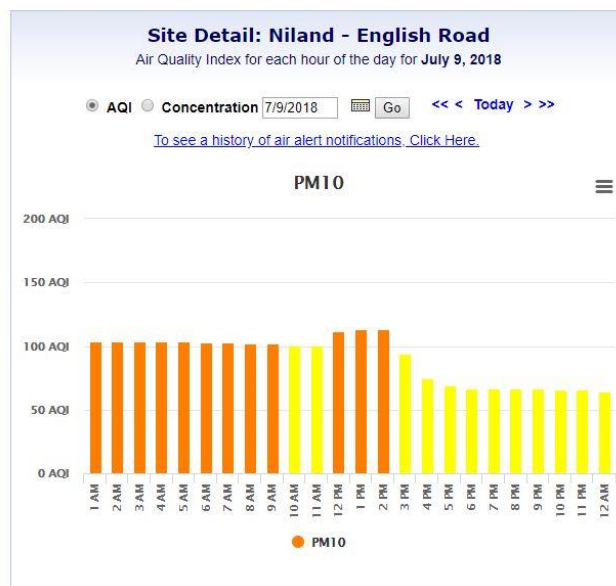 Site Detail: Niland - English Road
Air Quality Index for each hour of the day for July 9, 2018
AQI Concentration 7/9/2018 Go << < Today > >>
To see a history of air alert notifications, Click Here.
PM10
200 AQI
150 AQI
100 AQI
50 AQI
0 AQI
1 AM 2 AM 3 AM 4 AM 5 AM 6 AM 7 AM 8 AM 9 AM 10 AM 11 AM 12 PM 1 PM 2 PM 3 PM 4 PM 5 PM 6 PM 7 PM 8 PM 9 PM 10 PM 11 PM 12 AM
PM10